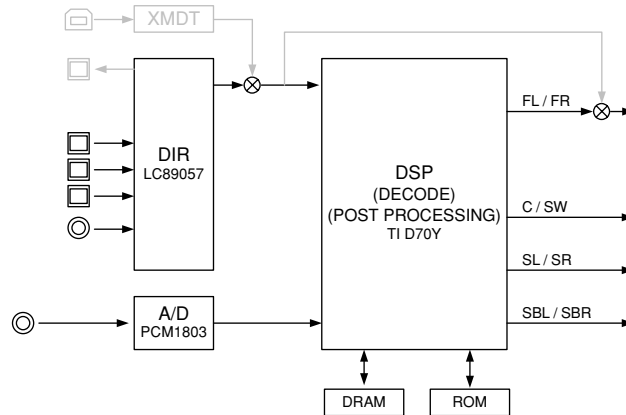 XMDT
DIR
LC89057
FL / FR
DSP
(DECODE)
(POST PROCESSING)
TI D70Y
C / SW
SL / SR
A/D
PCM1803
SBL / SBR
DRAM
ROM